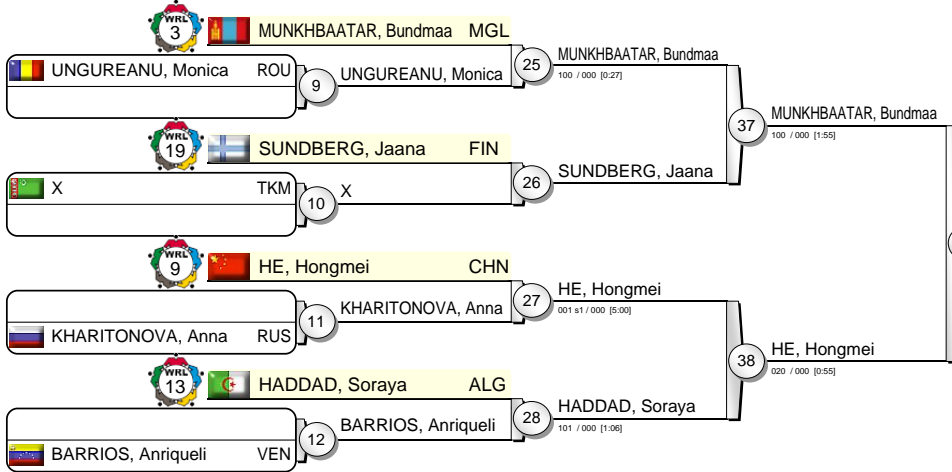 WRL
3
MUNKHBAATAR, Bundmaa MGL
UNGUREANU, Monica ROU
9
UNGUREANU, Monica
25
MUNKHBAATAR, Bundmaa
100 / 000 [0:27]
WRL
19
SUNDBERG, Jaana FIN
X TKM
10
X
26
SUNDBERG, Jaana
37
MUNKHBAATAR, Bundmaa
100 / 000 [1:55]
WRL
9
HE, Hongmei CHN
KHARITONOVA, Anna RUS
11
KHARITONOVA, Anna
27
HE, Hongmei
001 s1 / 000 [5:00]
WRL
13
HADDAD, Soraya ALG
BARRIOS, Anriqueli VEN
12
BARRIOS, Anriqueli
28
HADDAD, Soraya
101 / 000 [1:06]
38
HE, Hongmei
020 / 000 [0:55]